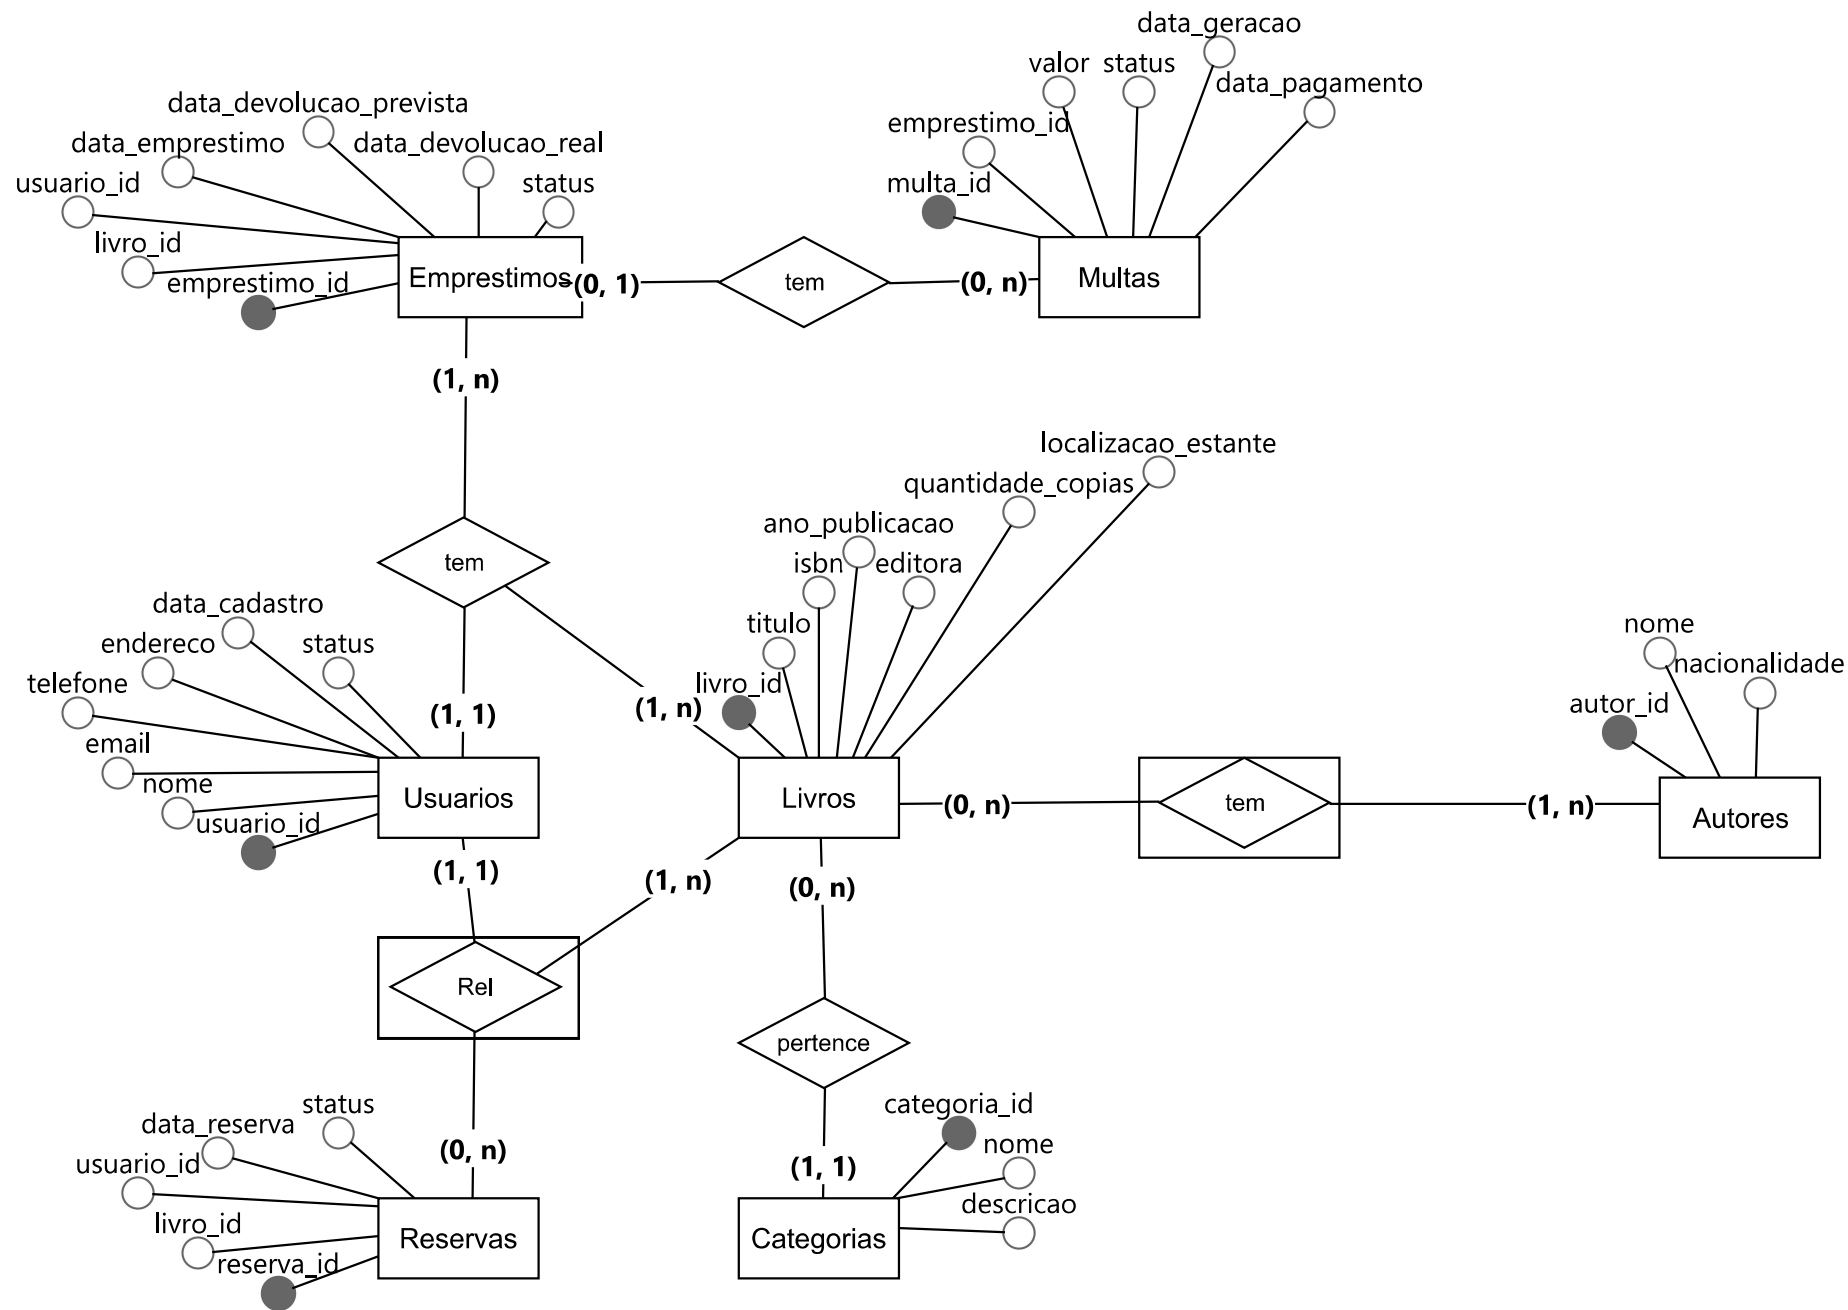 data_geracao
valor
status
data_pagamento
data_devolucao_prevista
emprestimo_id
data_emprestimo
data_devolucao_real
usuario_id
status
multa_id
livro_id
emprestimo_id
Emprestimos
(0, 1)
tem
(0, n)
Multas
(1, n)
localizacao_estante
quantidade_copias
ano_publicacao
isbn
editora
tem
data_cadastro
titulo
nome
endereco
status
nacionalidade
telefone
livro_id
autor_id
(1, 1)
(1, n)
email
nome
usuario_id
Usuarios
Livros
(0, n)
tem
(1, n)
Autores
(1, 1)
(1, n)
(0, n)
Rel
pertence
status
categoria_id
data_reserva
nome
usuario_id
(0, n)
(1, 1)
livro_id
descricao
reserva_id
Reservas
Categorias